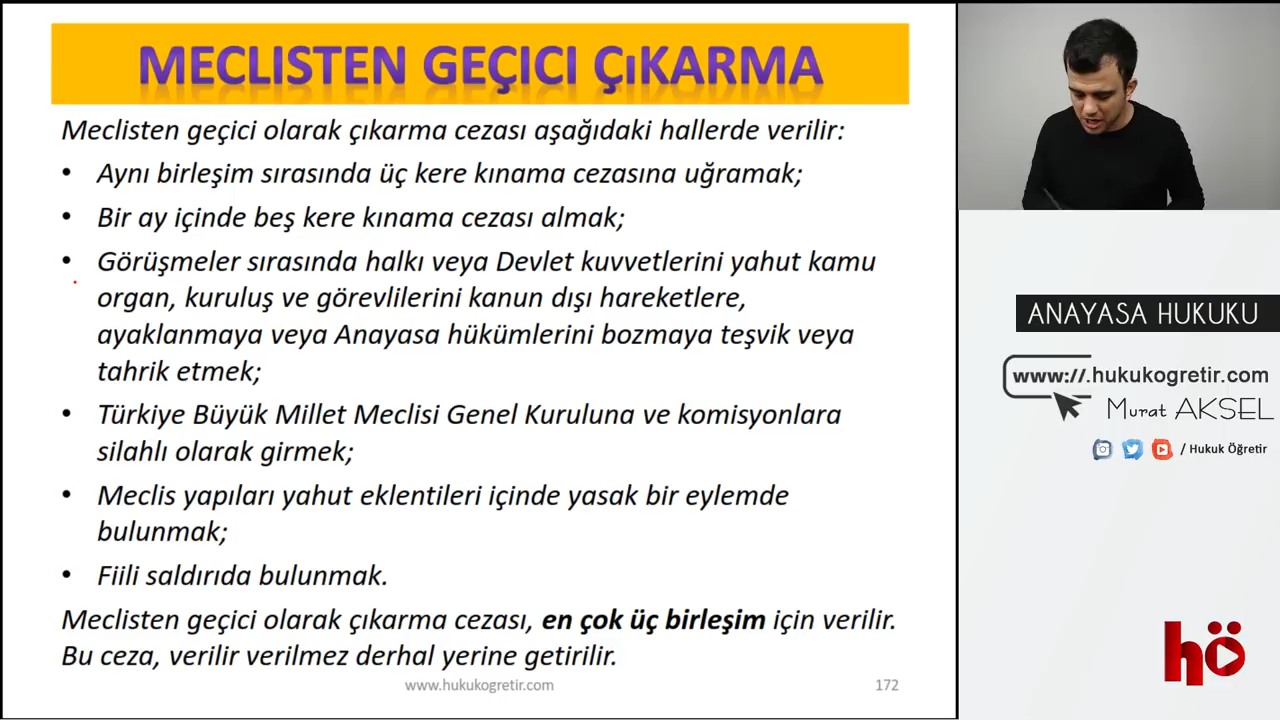 MECLISTEN GEÇICI ÇıKARMA
Meclisten geçici olarak çıkarma cezası aşağıdaki hallerde verilir:
• Aynı birleşim sırasında üç kere kınama cezasına uğramak;
• Bir ay içinde beş kere kınama cezası almak;
• Görüşmeler sırasında halkı veya Devlet kuvvetlerini yahut kamu
organ, kuruluş ve görevlilerini kanun dışı hareketlere,
ayaklanmaya veya Anayasa hükümlerini bozmaya teşvik veya
tahrik etmek;
• Türkiye Büyük Millet Meclisi Genel Kuruluna ve komisyonlara
silahlı olarak girmek;
• Meclis yapıları yahut eklentileri içinde yasak bir eylemde
bulunmak;
• Fiili saldırıda bulunmak.
Meclisten geçici olarak çıkarma cezası, en çok üç birleşim için verilir.
Bu ceza, verilir verilmez derhal yerine getirilir.
www.hukukogretir.com
172
ANAYASA HUKUKU
www://.hukukogretir.com
Murat AKSEL
/ Hukuk Öğretir
hö